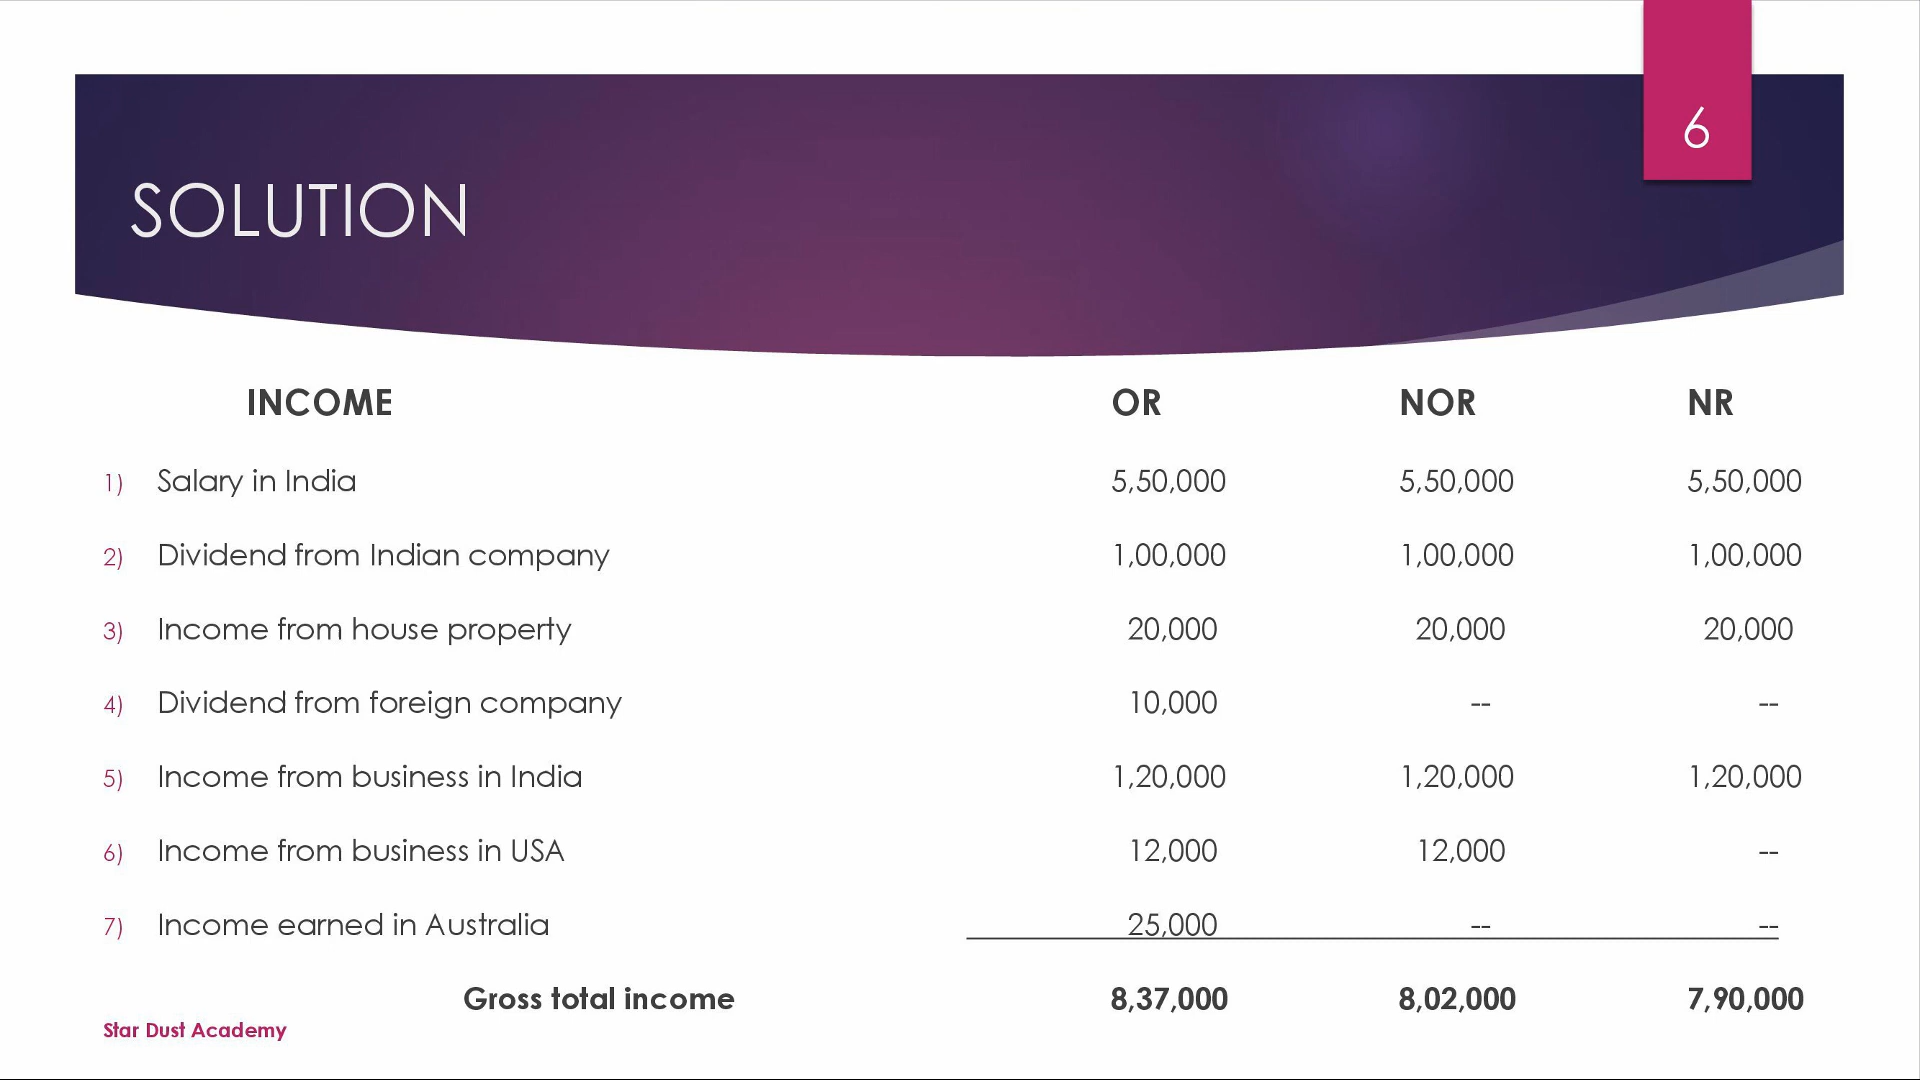 6
SOLUTION
INCOME OR NOR NR
1) Salary in India 5,50,000 5,50,000 5,50,000
2) Dividend from Indian company 1,00,000 1,00,000 1,00,000
3) Income from house property 20,000 20,000 20,000
4) Dividend from foreign company 10,000 -- --
5) Income from business in India 1,20,000 1,20,000 1,20,000
6) Income from business in USA 12,000 12,000 --
7) Income earned in Australia 25,000 -- --
Gross total income 8,37,000 8,02,000 7,90,000
Star Dust Academy